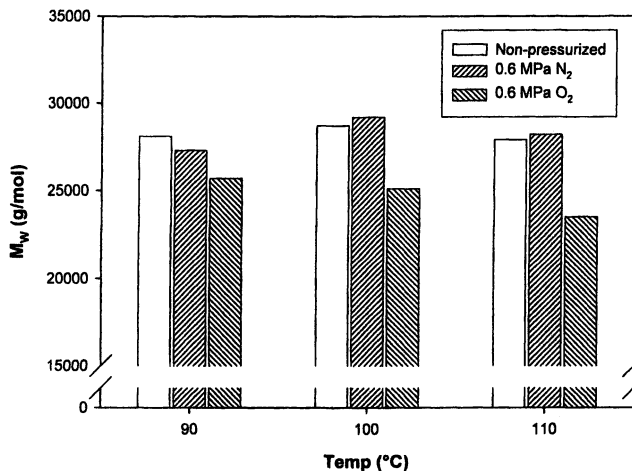 35000
30000
25000
20000
15000
0
M_W (g/mol)
Non-pressurized
0.6 MPa N₂
0.6 MPa O₂
90 100 110
Temp (°C)